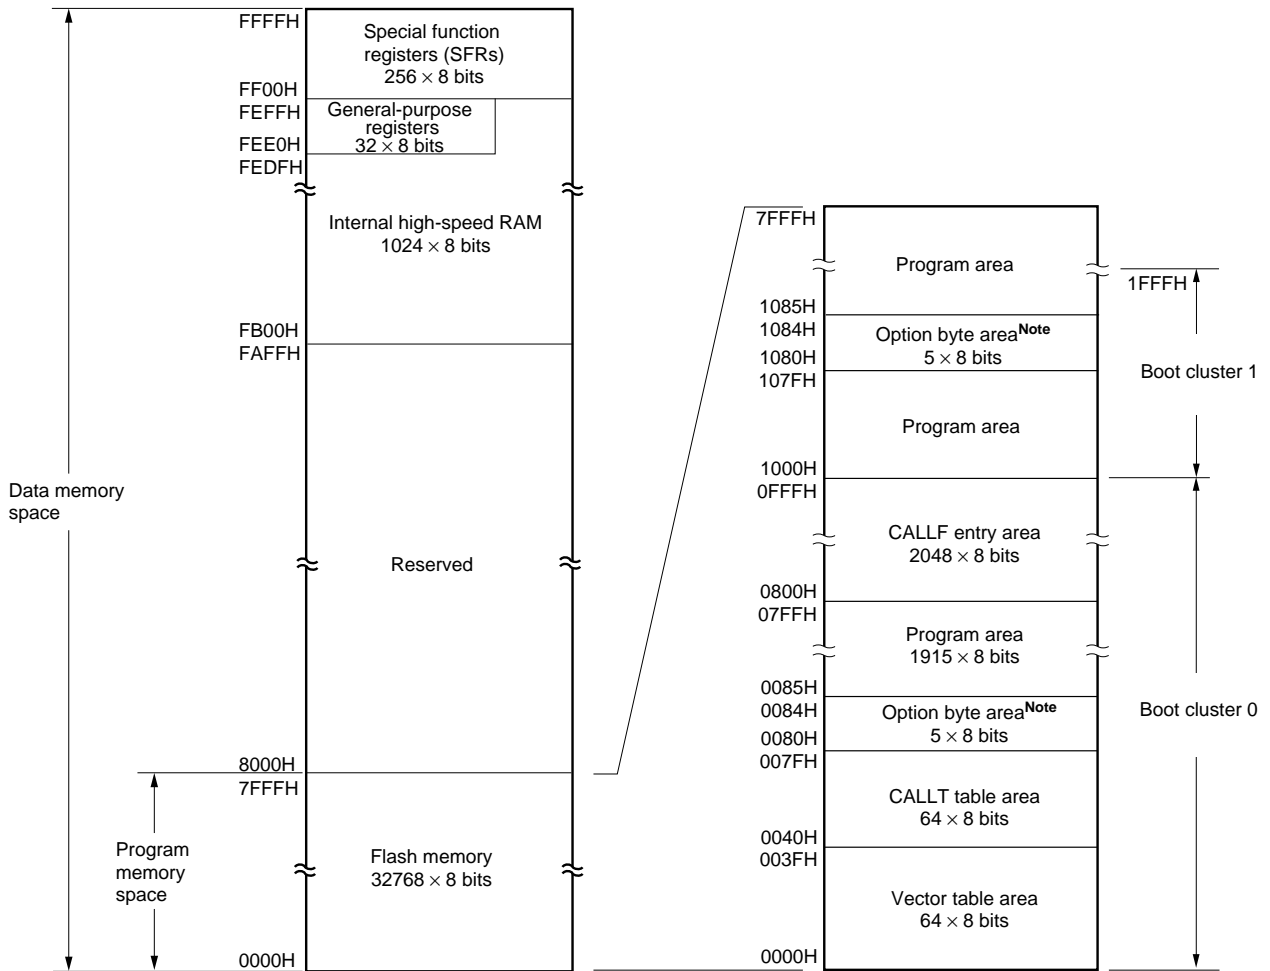 FFFFH
Special function
registers (SFRs)
256 × 8 bits
FF00H
FEFFH
General-purpose
registers
32 × 8 bits
FEE0H
FEDFH
Internal high-speed RAM
1024 × 8 bits
FB00H
FAFFH
Data memory
space
Reserved
8000H
7FFFH
Program
memory
space
Flash memory
32768 × 8 bits
0000H
7FFFH
Program area
1FFFH
1085H
1084H
Option byte areaNote
5 × 8 bits
1080H
107FH
Boot cluster 1
Program area
1000H
0FFFH
CALLF entry area
2048 × 8 bits
0800H
07FFH
Program area
1915 × 8 bits
0085H
0084H
Option byte areaNote
5 × 8 bits
Boot cluster 0
0080H
007FH
CALLT table area
64 × 8 bits
0040H
003FH
Vector table area
64 × 8 bits
0000H